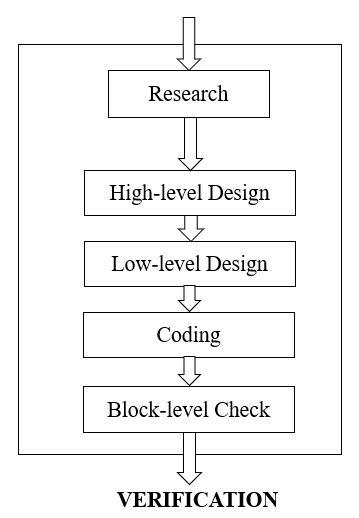 Research
High-level Design
Low-level Design
Coding
Block-level Check
VERIFICATION